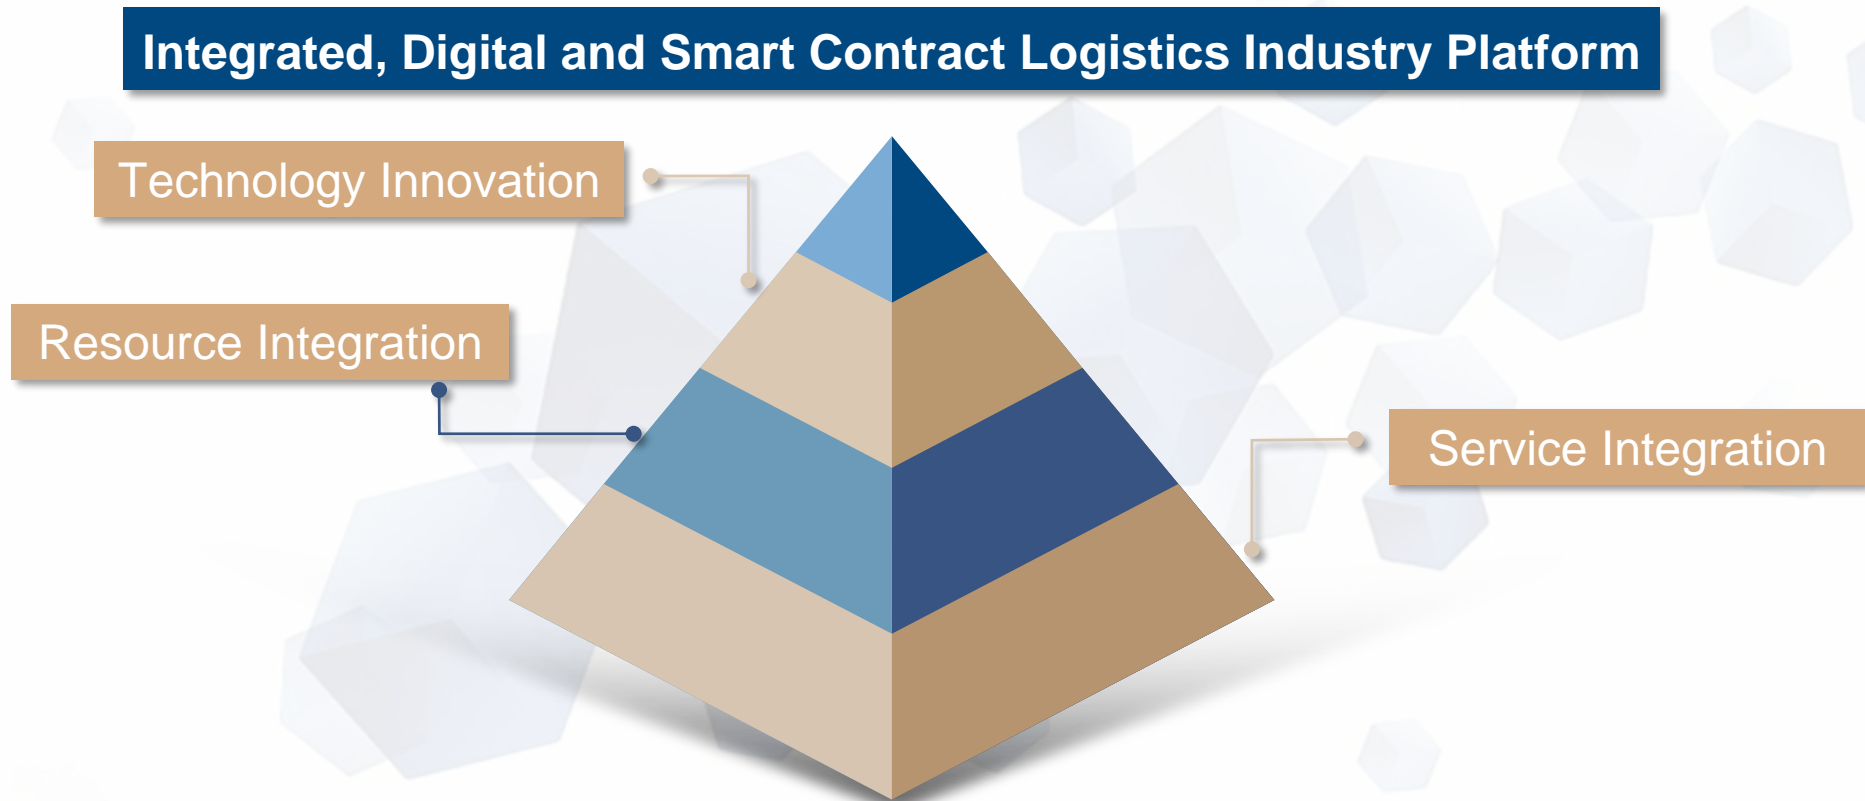 Integrated, Digital and Smart Contract Logistics Industry Platform
Technology Innovation
Resource Integration
Service Integration